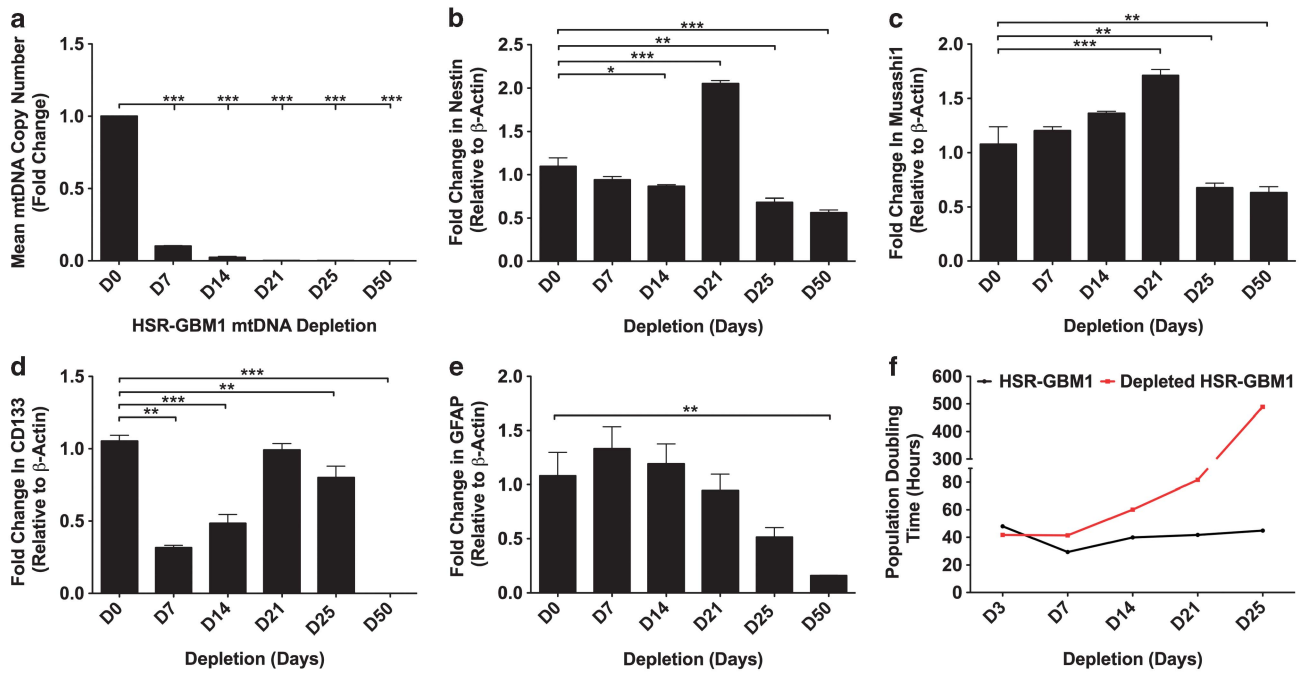 a
Mean mtDNA Copy Number
(Fold Change)
1.5
1.0
0.5
0.0
*** *** *** *** ***
D0 D7 D14 D21 D25 D50
HSR-GBM1 mtDNA Depletion
b
Fold Change in Nestin
(Relative to β-Actin)
2.5
2.0
1.5
1.0
0.5
0.0
***
**
***
*
D0 D7 D14 D21 D25 D50
Depletion (Days)
c
Fold Change In Musashi1
(Relative to β-Actin)
2.0
1.5
1.0
0.5
0.0
**
**
***
D0 D7 D14 D21 D25 D50
Depletion (Days)
d
Fold Change In CD133
(Relative to β-Actin)
1.5
1.0
0.5
0.0
***
**
***
**
D0 D7 D14 D21 D25 D50
Depletion (Days)
e
Fold Change in GFAP
(Relative to β-Actin)
2.0
1.5
1.0
0.5
0.0
**
D0 D7 D14 D21 D25 D50
Depletion (Days)
f
Population Doubling
Time (Hours)
600
500
400
300
80
60
40
20
0
HSR-GBM1 Depleted HSR-GBM1
D3 D7 D14 D21 D25
Depletion (Days)